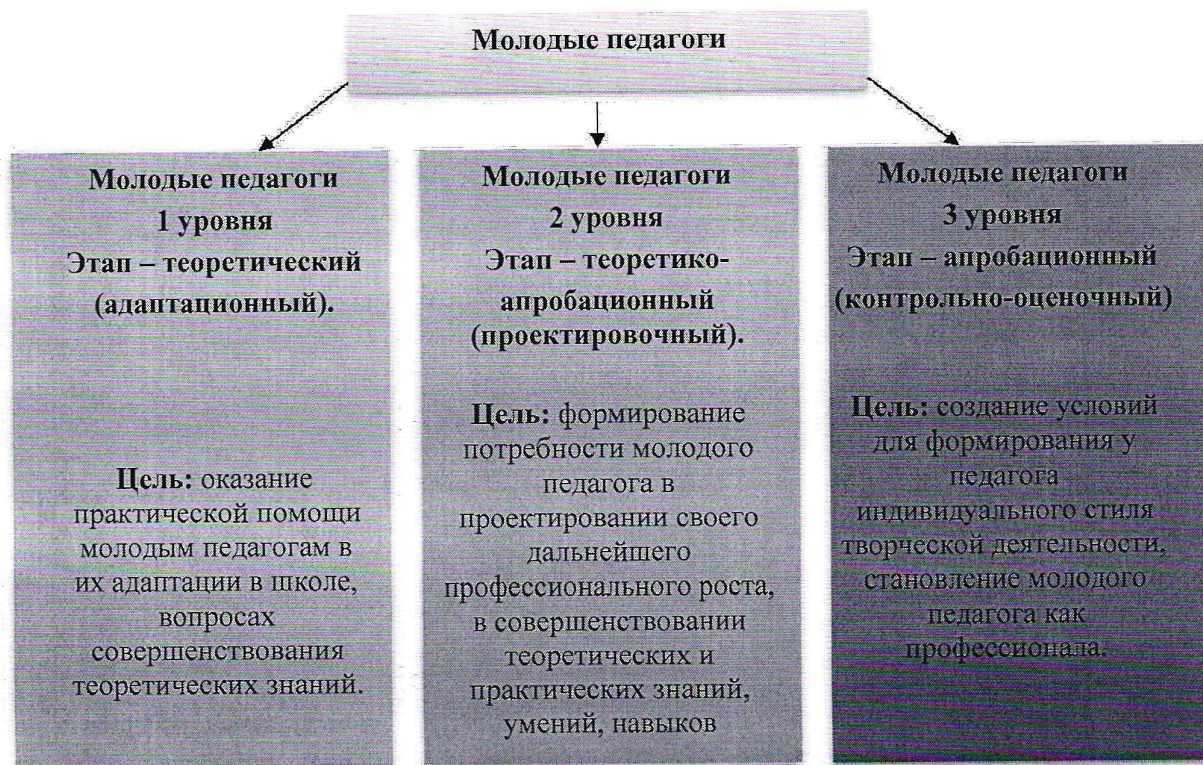 Молодые педагоги
Молодые педагоги
1 уровня
Этап – теоретический
(адаптационный).
Цель: оказание
практической помощи
молодым педагогам в
их адаптации в школе,
вопросах
совершенствования
теоретических знаний.
Молодые педагоги
2 уровня
Этап – теоретико-
апробационный
(проектировочный).
Цель: формирование
потребности молодого
педагога в
проектировании своего
дальнейшего
профессионального роста,
в совершенствовании
теоретических и
практических знаний,
умений, навыков
Молодые педагоги
3 уровня
Этап – апробационный
(контрольно-оценочный)
Цель: создание условий
для формирования у
педагога
индивидуального стиля
творческой деятельности,
становление молодого
педагога как
профессионала.